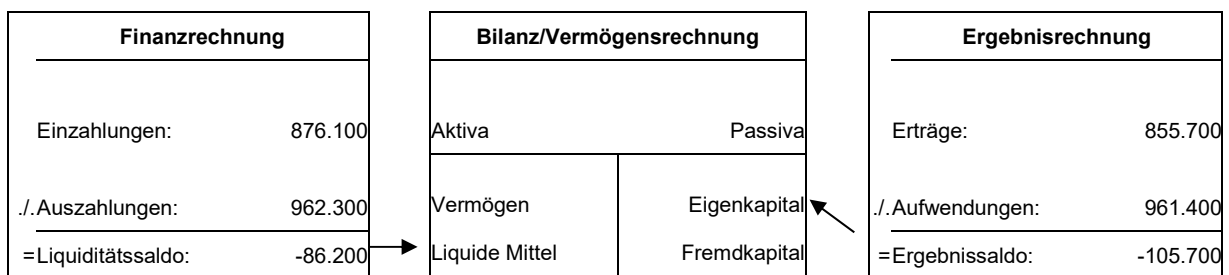 Finanzrechnung
Einzahlungen: 876.100
./.Auszahlungen: 962.300
=Liquiditätssaldo: -86.200
Bilanz/Vermögensrechnung
Aktiva Passiva
Vermögen Eigenkapital
Liquide Mittel Fremdkapital
Ergebnisrechnung
Erträge: 855.700
./.Aufwendungen: 961.400
=Ergebnissaldo: -105.700